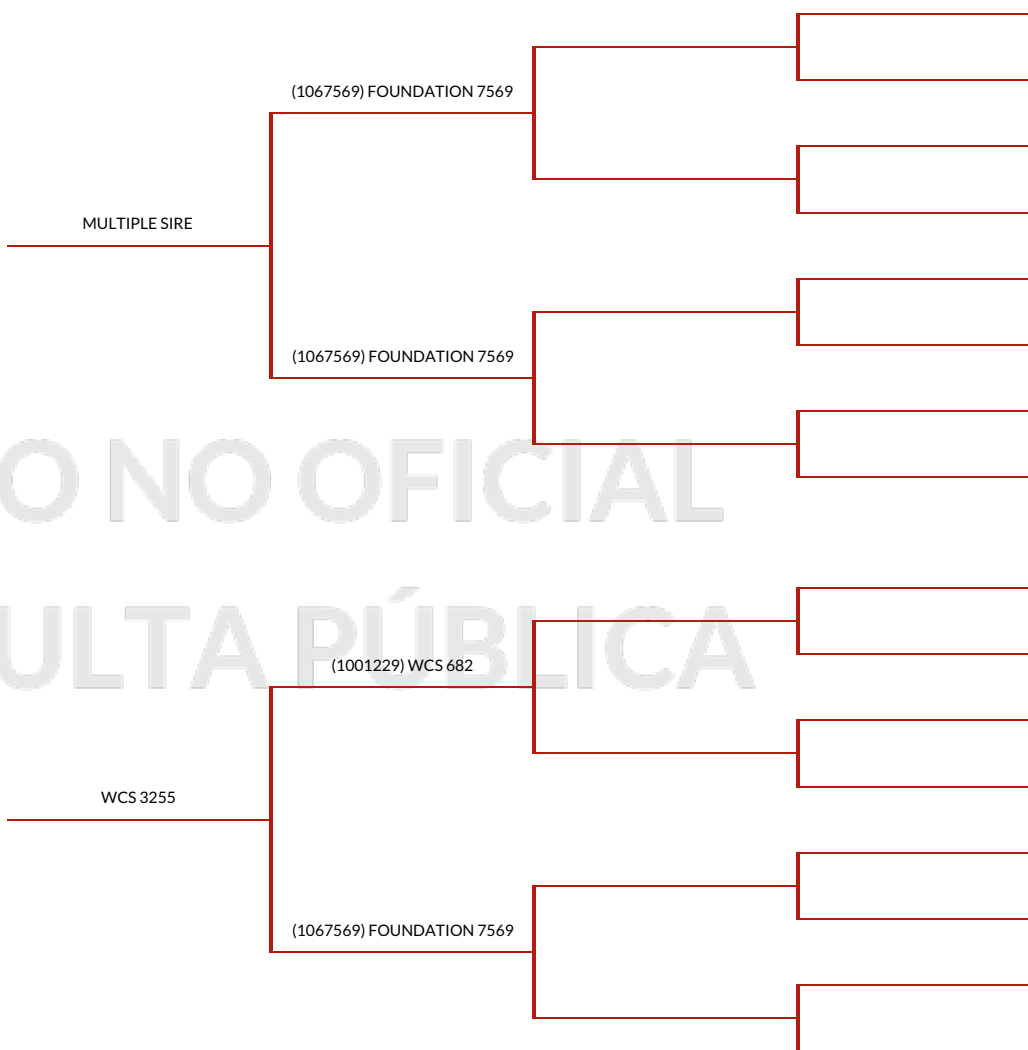 (1067569) FOUNDATION 7569
MULTIPLE SIRE
(1067569) FOUNDATION 7569
O NO OFICIAL
ULTA PÚBLICA
(1001229) WCS 682
WCS 3255
(1067569) FOUNDATION 7569